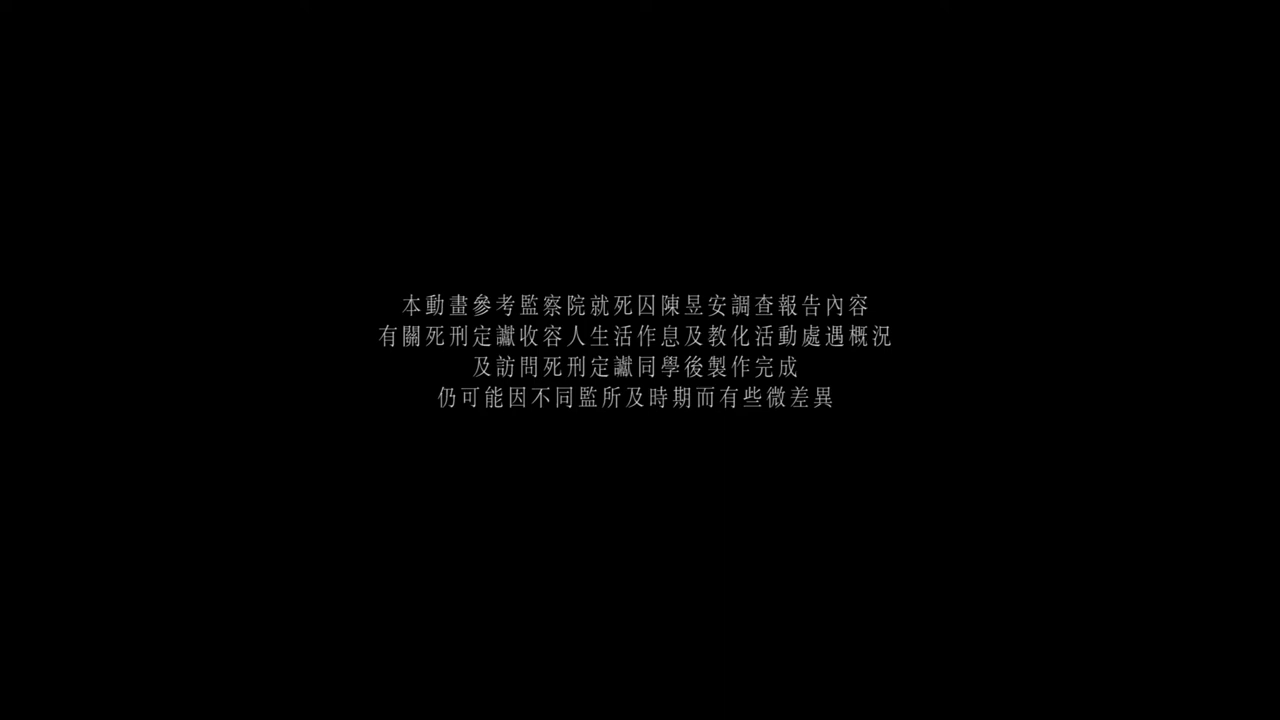 本動畫參考監察院就死囚陳昱安調查報告內容
有關死刑定讞收容人生活作息及教化活動處遇概況
及訪問死刑定讞同學後製作完成
仍可能因不同監所及時期而有些微差異